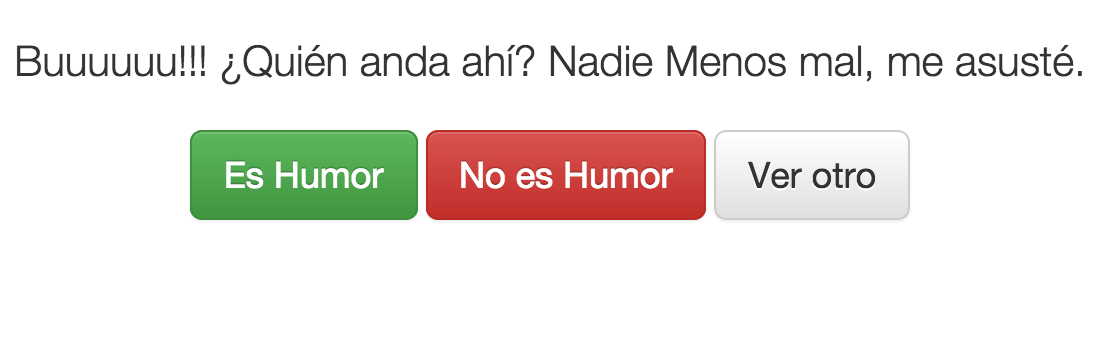 Buuuuuu!!! ¿Quién anda ahí? Nadie Menos mal, me asusté.
Es Humor No es Humor Ver otro